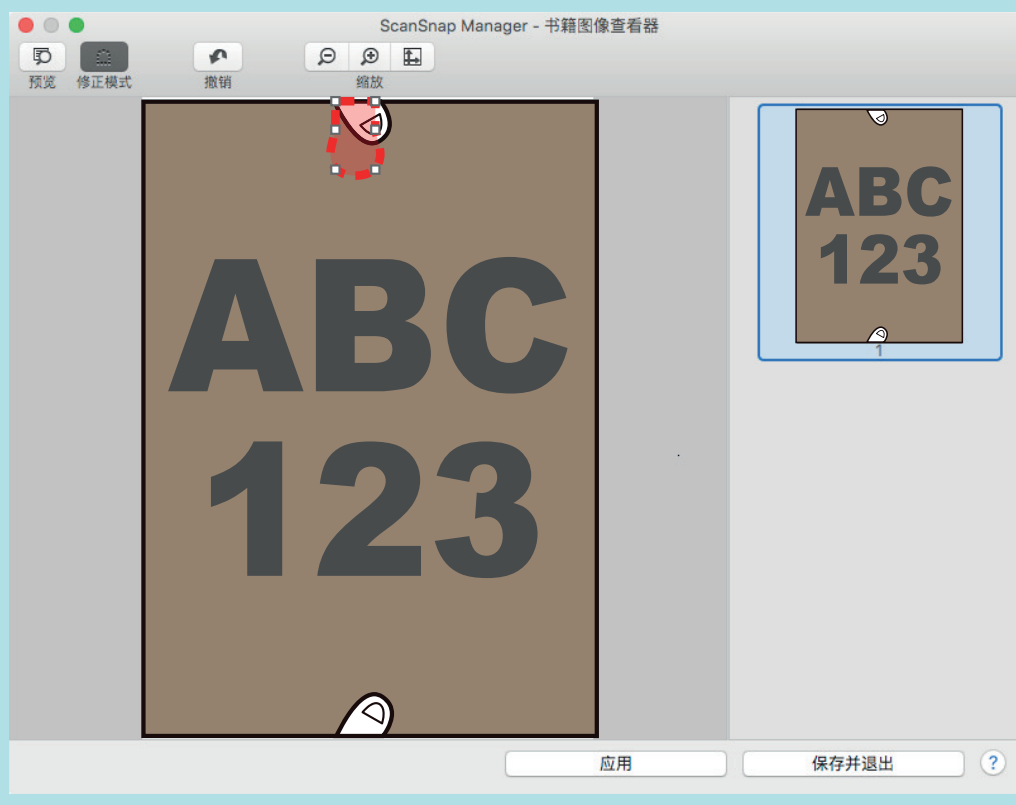 ScanSnap Manager - 书籍图像查看器
预览 修正模式 撤销 缩放
ABC
123
ABC
123
1
应用 保存并退出 ?